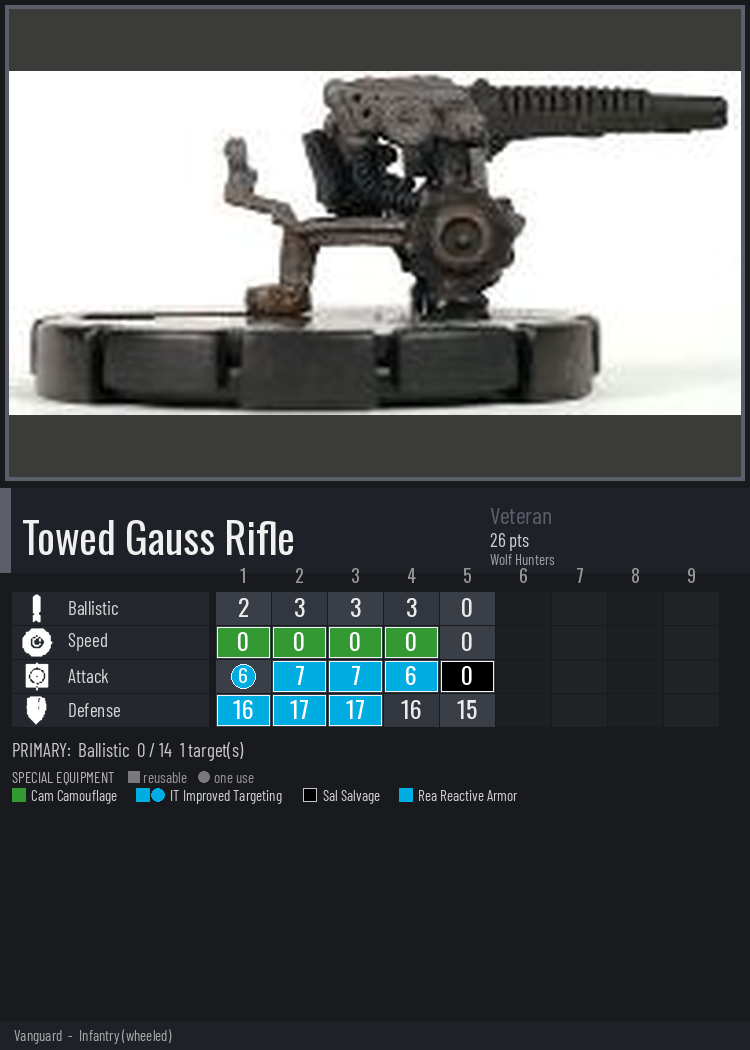 Towed Gauss Rifle
Veteran
26 pts
Wolf Hunters
1 2 3 4 5 6 7 8 9
Ballistic 2 3 3 3 0
Speed 0 0 0 0 0
Attack 6 7 7 6 0
Defense 16 17 17 16 15
PRIMARY: Ballistic 0 / 14 1 target(s)
SPECIAL EQUIPMENT reusable one use
Cam Camouflage IT Improved Targeting Sal Salvage Rea Reactive Armor
Vanguard - Infantry (wheeled)